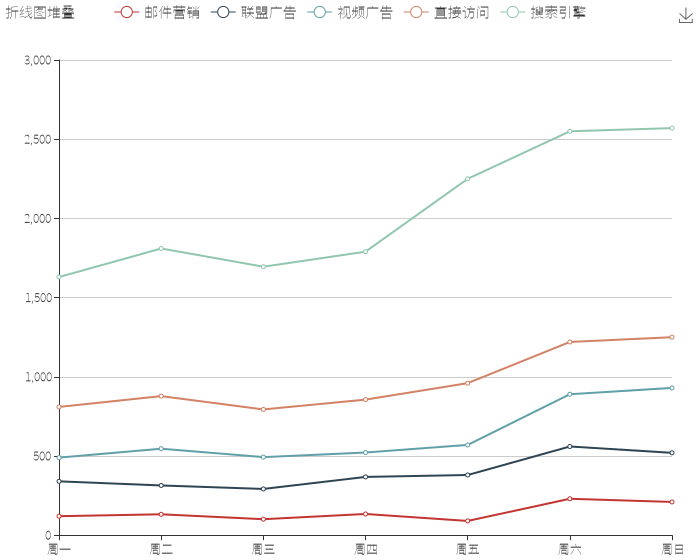 折线图堆叠
邮件营销 联盟广告 视频广告 直接访问 搜索引擎
3,000
2,500
2,000
1,500
1,000
500
0
周一 周二 周三 周四 周五 周六 周日